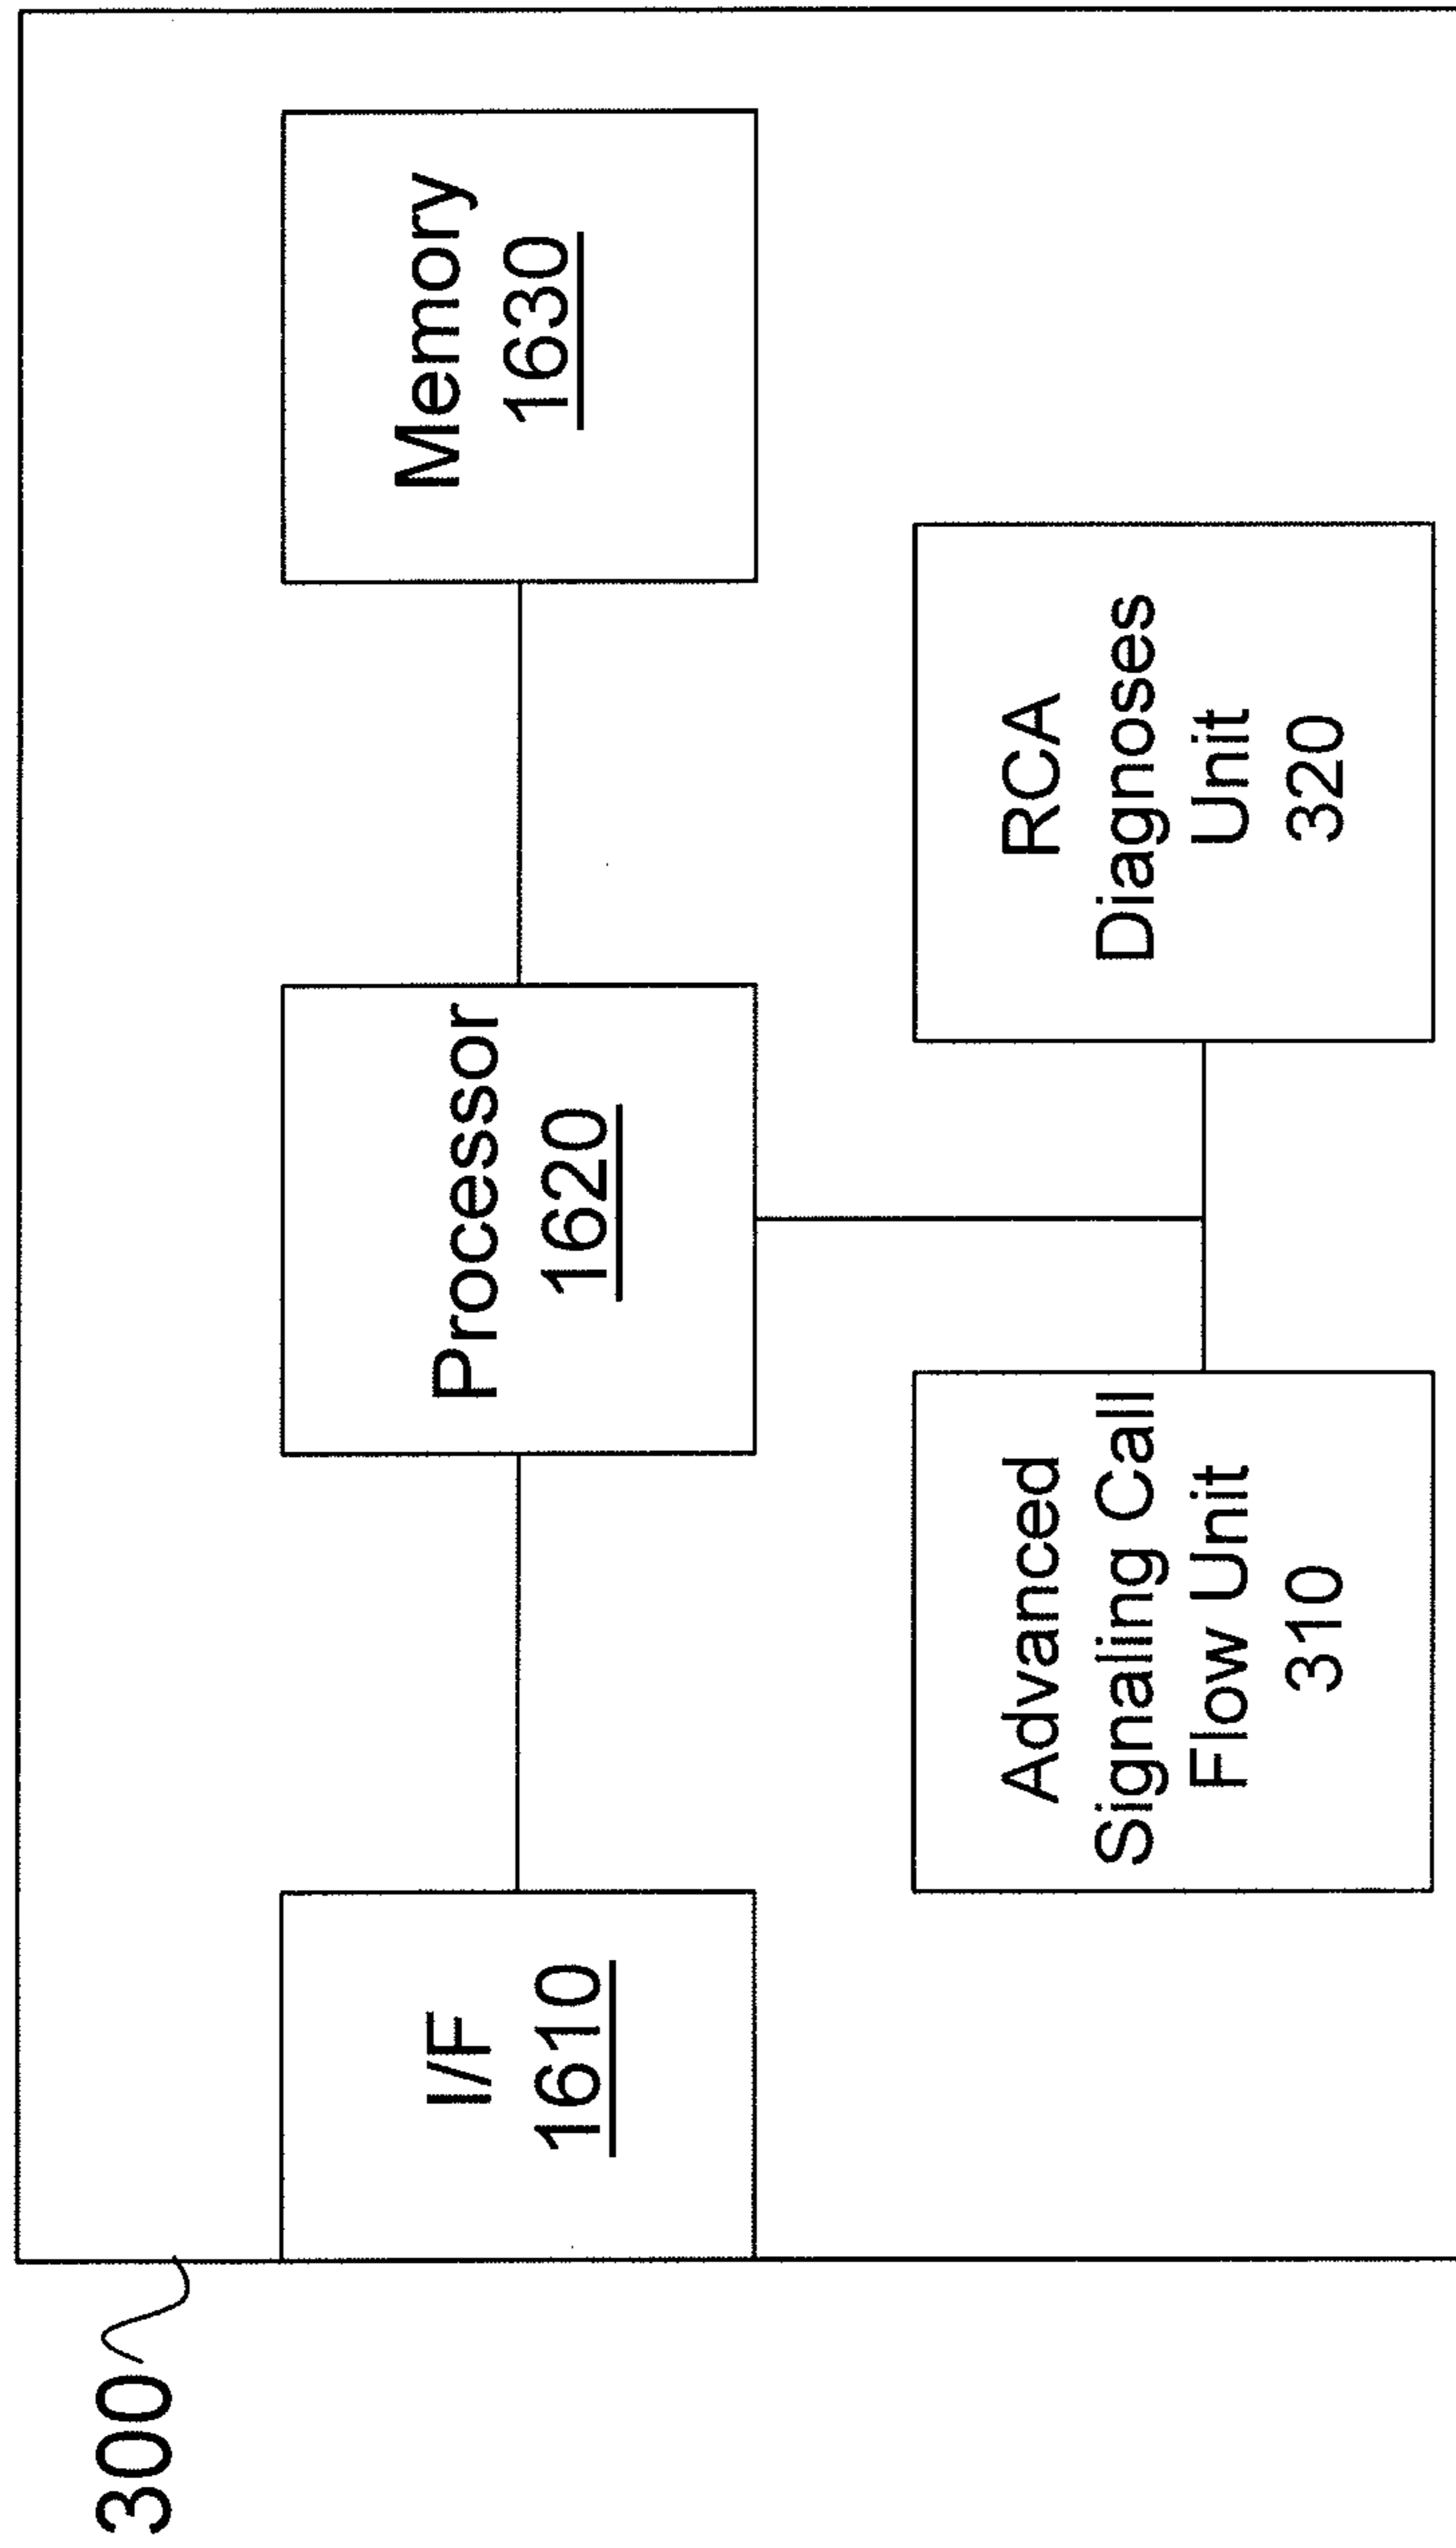 300
I/F
1610
Processor
1620
Memory
1630
Advanced
Signaling Call
Flow Unit
310
RCA
Diagnoses
Unit
320